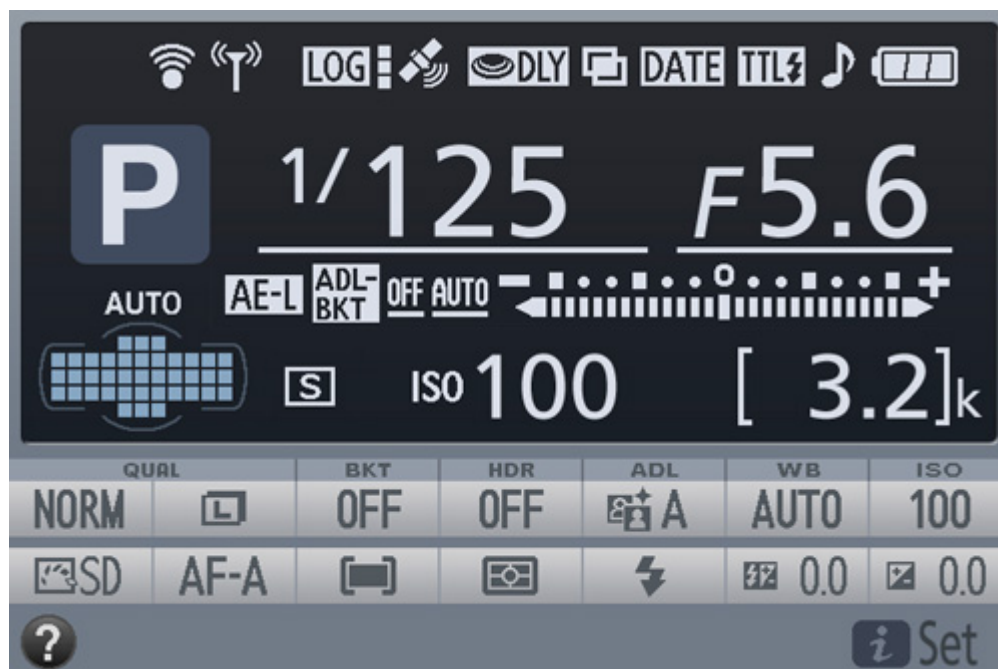 LOG DLY DATE TTL
P 1/125 F5.6
AUTO AE-L ADL-BKT OFF AUTO − 0 +
S ISO 100 [ 3.2]k
QUAL BKT HDR ADL WB ISO
NORM L OFF OFF A AUTO 100
SD AF-A 0.0 0.0
? i Set